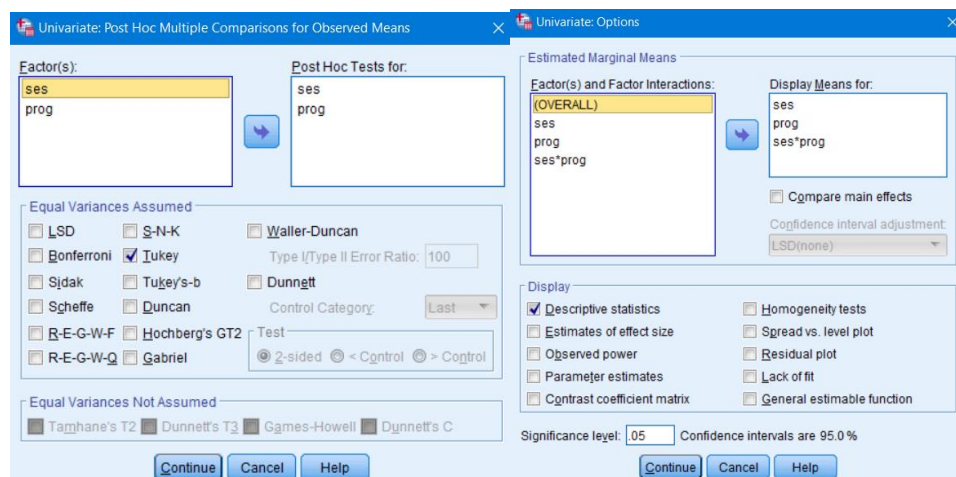 Univariate: Post Hoc Multiple Comparisons for Observed Means
Factor(s):
Post Hoc Tests for:
ses
prog
ses
prog
Equal Variances Assumed
LSD S-N-K Waller-Duncan
Bonferroni Tukey Type I/Type II Error Ratio: 100
Sidak Tukey's-b Dunnett
Scheffe Duncan Control Category: Last
R-E-G-W-F Hochberg's GT2 Test
R-E-G-W-Q Gabriel 2-sided < Control > Control
Equal Variances Not Assumed
Tamhane's T2 Dunnett's T3 Games-Howell Dunnett's C
Continue Cancel Help
Univariate: Options
Estimated Marginal Means
Factor(s) and Factor Interactions:
Display Means for:
(OVERALL)
ses
prog
ses*prog
ses
prog
ses*prog
Compare main effects
Confidence interval adjustment:
LSD(none)
Display
Descriptive statistics Homogeneity tests
Estimates of effect size Spread vs. level plot
Observed power Residual plot
Parameter estimates Lack of fit
Contrast coefficient matrix General estimable function
Significance level: .05 Confidence intervals are 95.0 %
Continue Cancel Help